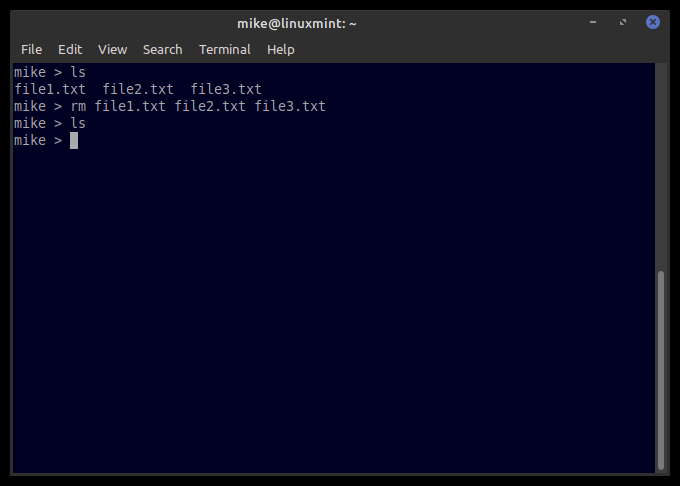 mike@linuxmint: ~
File Edit View Search Terminal Help
mike > ls
file1.txt  file2.txt  file3.txt
mike > rm file1.txt file2.txt file3.txt
mike > ls
mike >